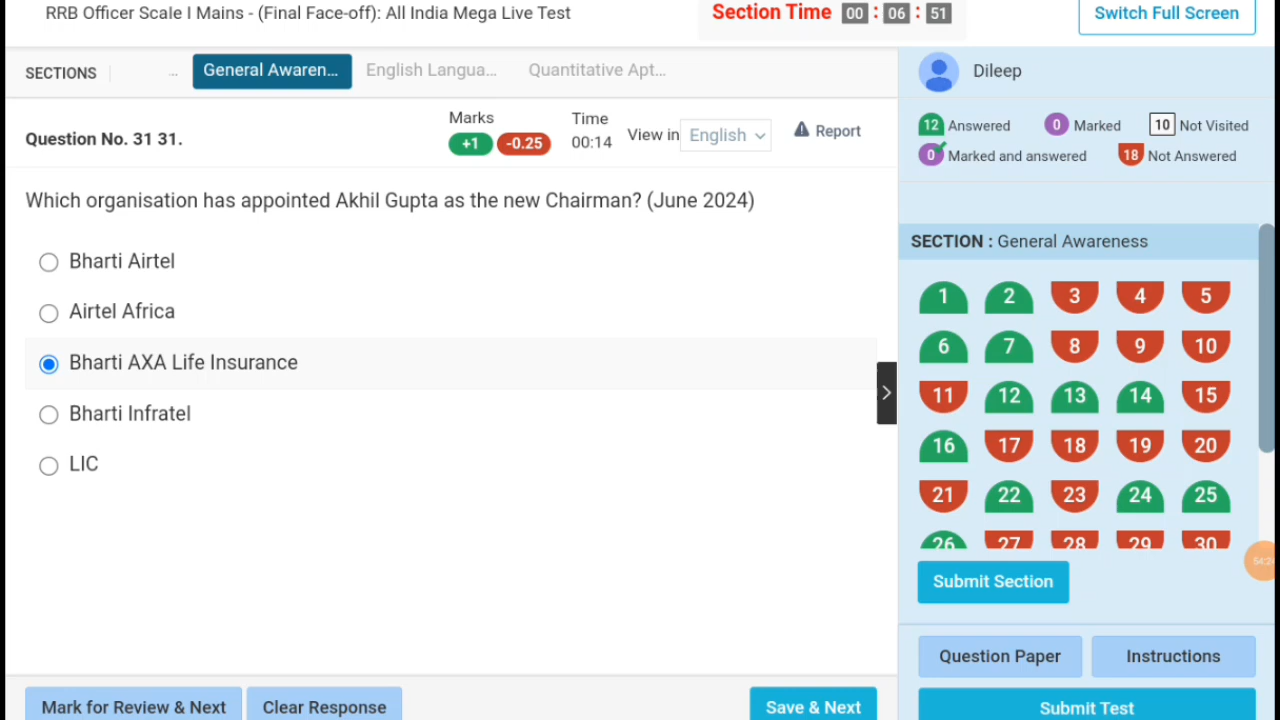 RRB Officer Scale I Mains - (Final Face-off): All India Mega Live Test
Section Time 00 : 06 : 51
Switch Full Screen
SECTIONS
...
General Awaren...
English Langua...
Quantitative Apt...
Dileep
Question No. 31 31.
Marks
+1 -0.25
Time
00:14
View in English
Report
12 Answered
0 Marked
10 Not Visited
0 Marked and answered
18 Not Answered
Which organisation has appointed Akhil Gupta as the new Chairman? (June 2024)
Bharti Airtel
Airtel Africa
Bharti AXA Life Insurance
Bharti Infratel
LIC
SECTION : General Awareness
1 2 3 4 5
6 7 8 9 10
11 12 13 14 15
16 17 18 19 20
21 22 23 24 25
26 27 28 29 30
Submit Section
Question Paper
Instructions
Mark for Review & Next
Clear Response
Save & Next
Submit Test